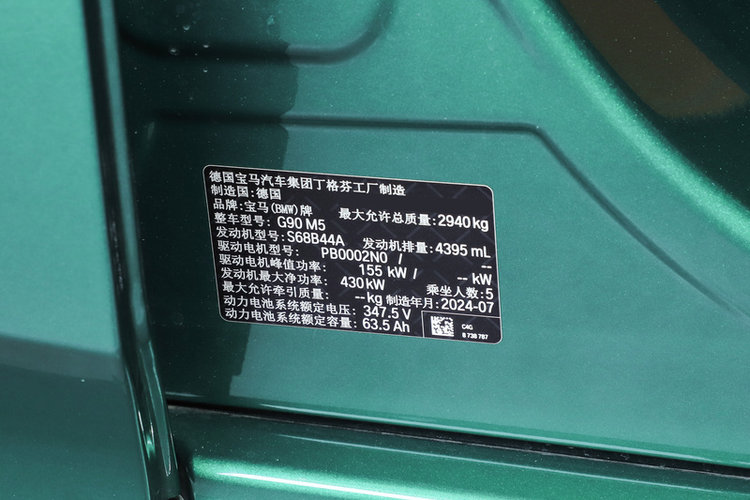 德国宝马汽车集团丁格芬工厂制造
制造国: 德国
品牌: 宝马(BMW)牌 最大允许总质量: 2940kg
整车型号: G90 M5
发动机型号: S68B44A 发动机排量: 4395 mL
驱动电机型号: PB0002N0 / --
驱动电机峰值功率: 155 kW / -- kW
发动机最大净功率: 430kW 乘坐人数: 5
最大允许牵引质量: --kg 制造年月: 2024-07
动力电池系统额定电压: 347.5 V
动力电池系统额定容量: 63.5 Ah
C4G
8 738 787